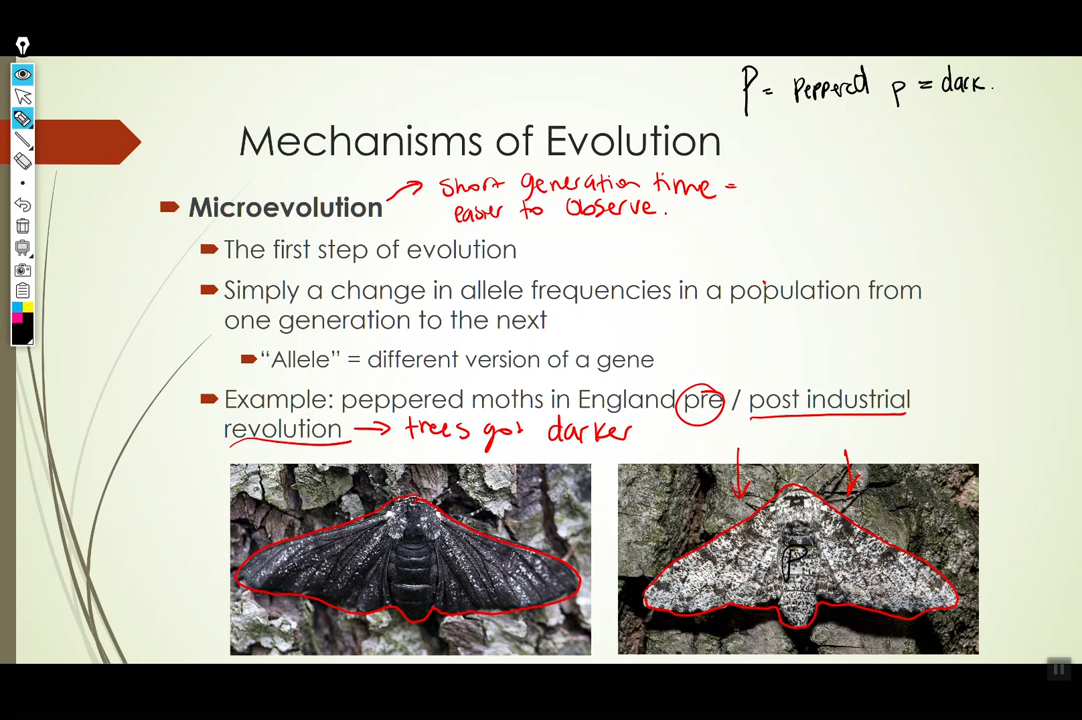 P = peppered p = dark.
Mechanisms of Evolution
Microevolution → short generation time =
easier to observe.
The first step of evolution
Simply a change in allele frequencies in a population from
one generation to the next
“Allele” = different version of a gene
Example: peppered moths in England pre / post industrial
revolution → trees got darker
P